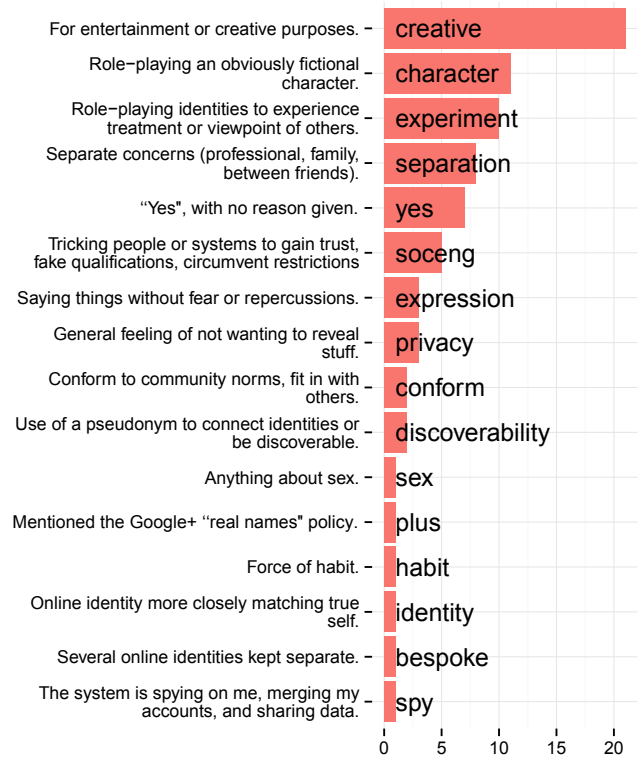 For entertainment or creative purposes.
creative
Role−playing an obviously fictional
character.
character
Role−playing identities to experience
treatment or viewpoint of others.
experiment
Separate concerns (professional, family,
between friends).
separation
‘‘Yes", with no reason given.
yes
Tricking people or systems to gain trust,
fake qualifications, circumvent restrictions
soceng
Saying things without fear or repercussions.
expression
General feeling of not wanting to reveal
stuff.
privacy
Conform to community norms, fit in with
others.
conform
Use of a pseudonym to connect identities or
be discoverable.
discoverability
Anything about sex.
sex
Mentioned the Google+ ‘‘real names" policy.
plus
Force of habit.
habit
Online identity more closely matching true
self.
identity
Several online identities kept separate.
bespoke
The system is spying on me, merging my
accounts, and sharing data.
spy
0 5 10 15 20